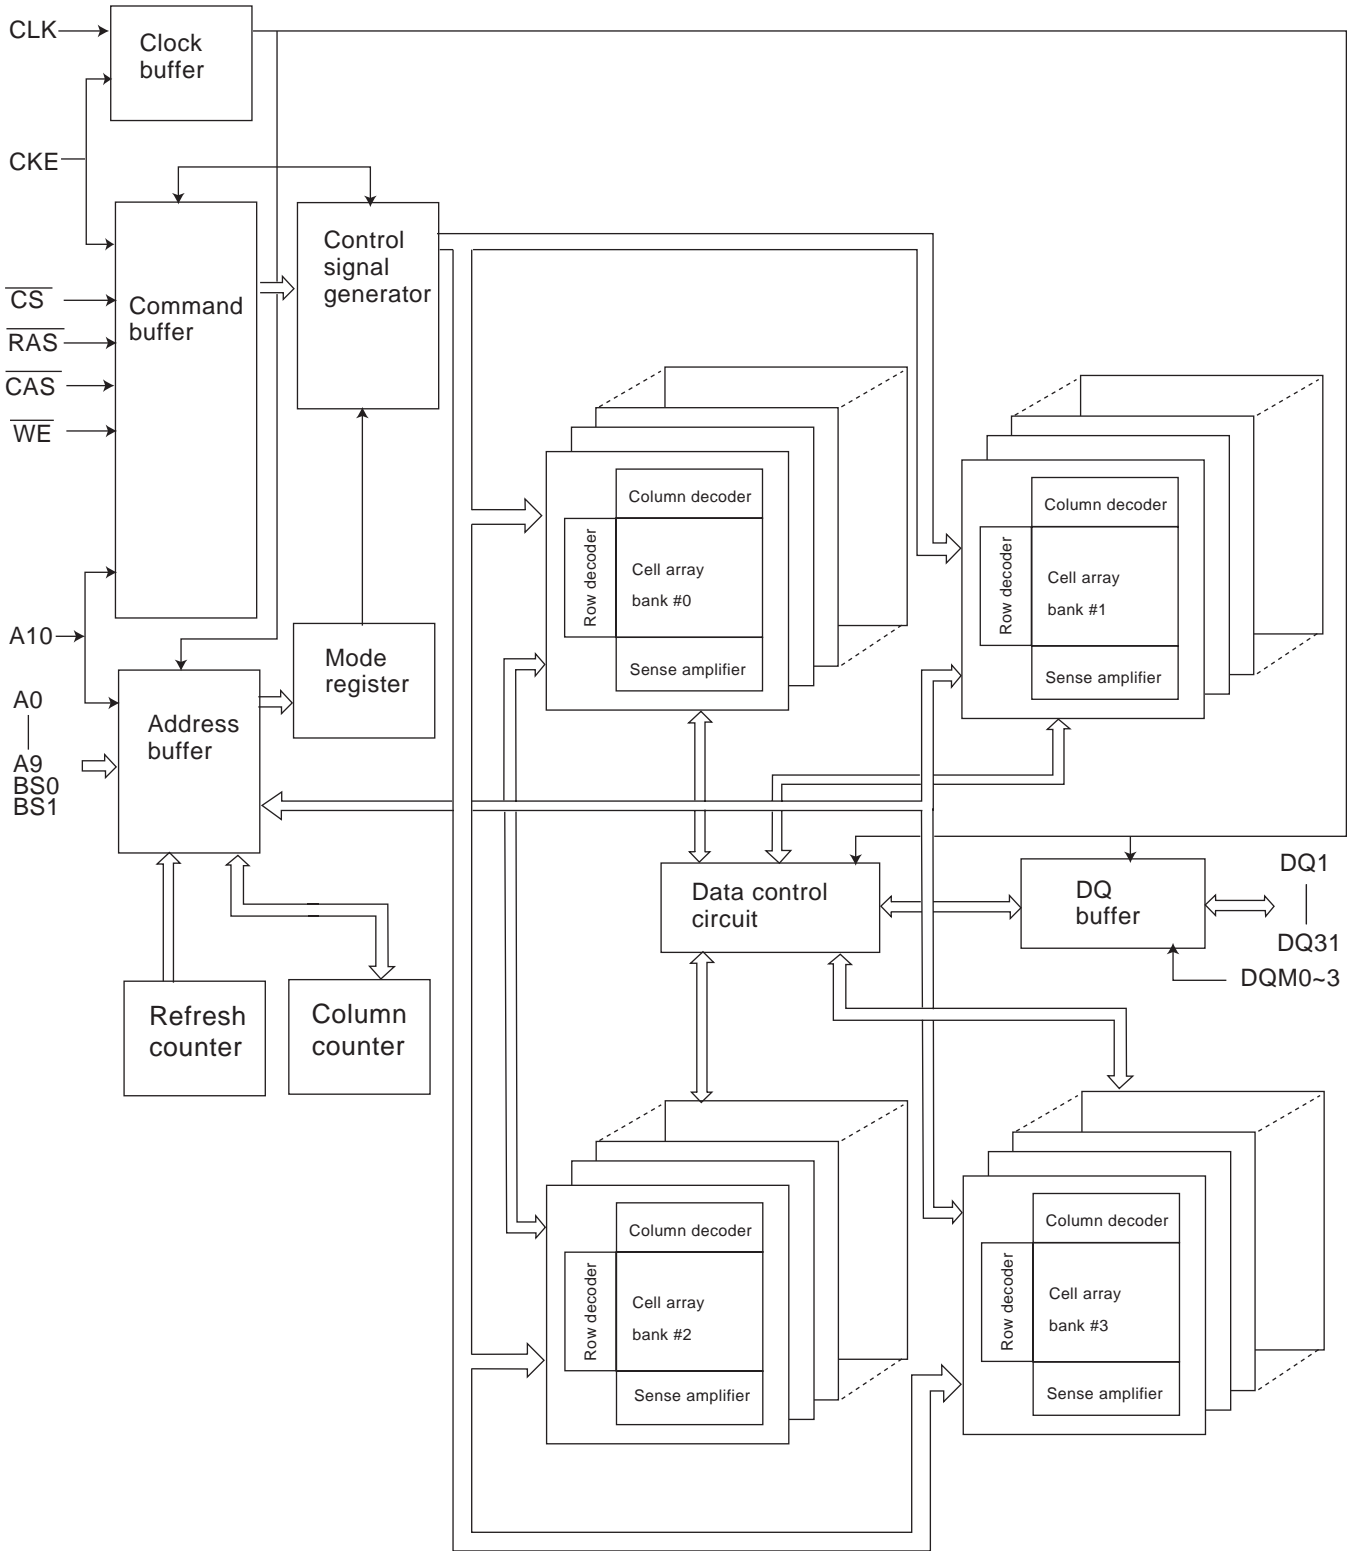 CLK
Clock
buffer
CKE
Control
signal
generator
CS
Command
buffer
RAS
CAS
WE
Column decoder
Row decoder
Cell array
bank #0
Sense amplifier
Column decoder
Row decoder
Cell array
bank #1
Sense amplifier
A10
Mode
register
A0
A9
BS0
BS1
Address
buffer
Data control
circuit
DQ
buffer
DQ1
DQ31
DQM0~3
Refresh
counter
Column
counter
Column decoder
Row decoder
Cell array
bank #2
Sense amplifier
Column decoder
Row decoder
Cell array
bank #3
Sense amplifier